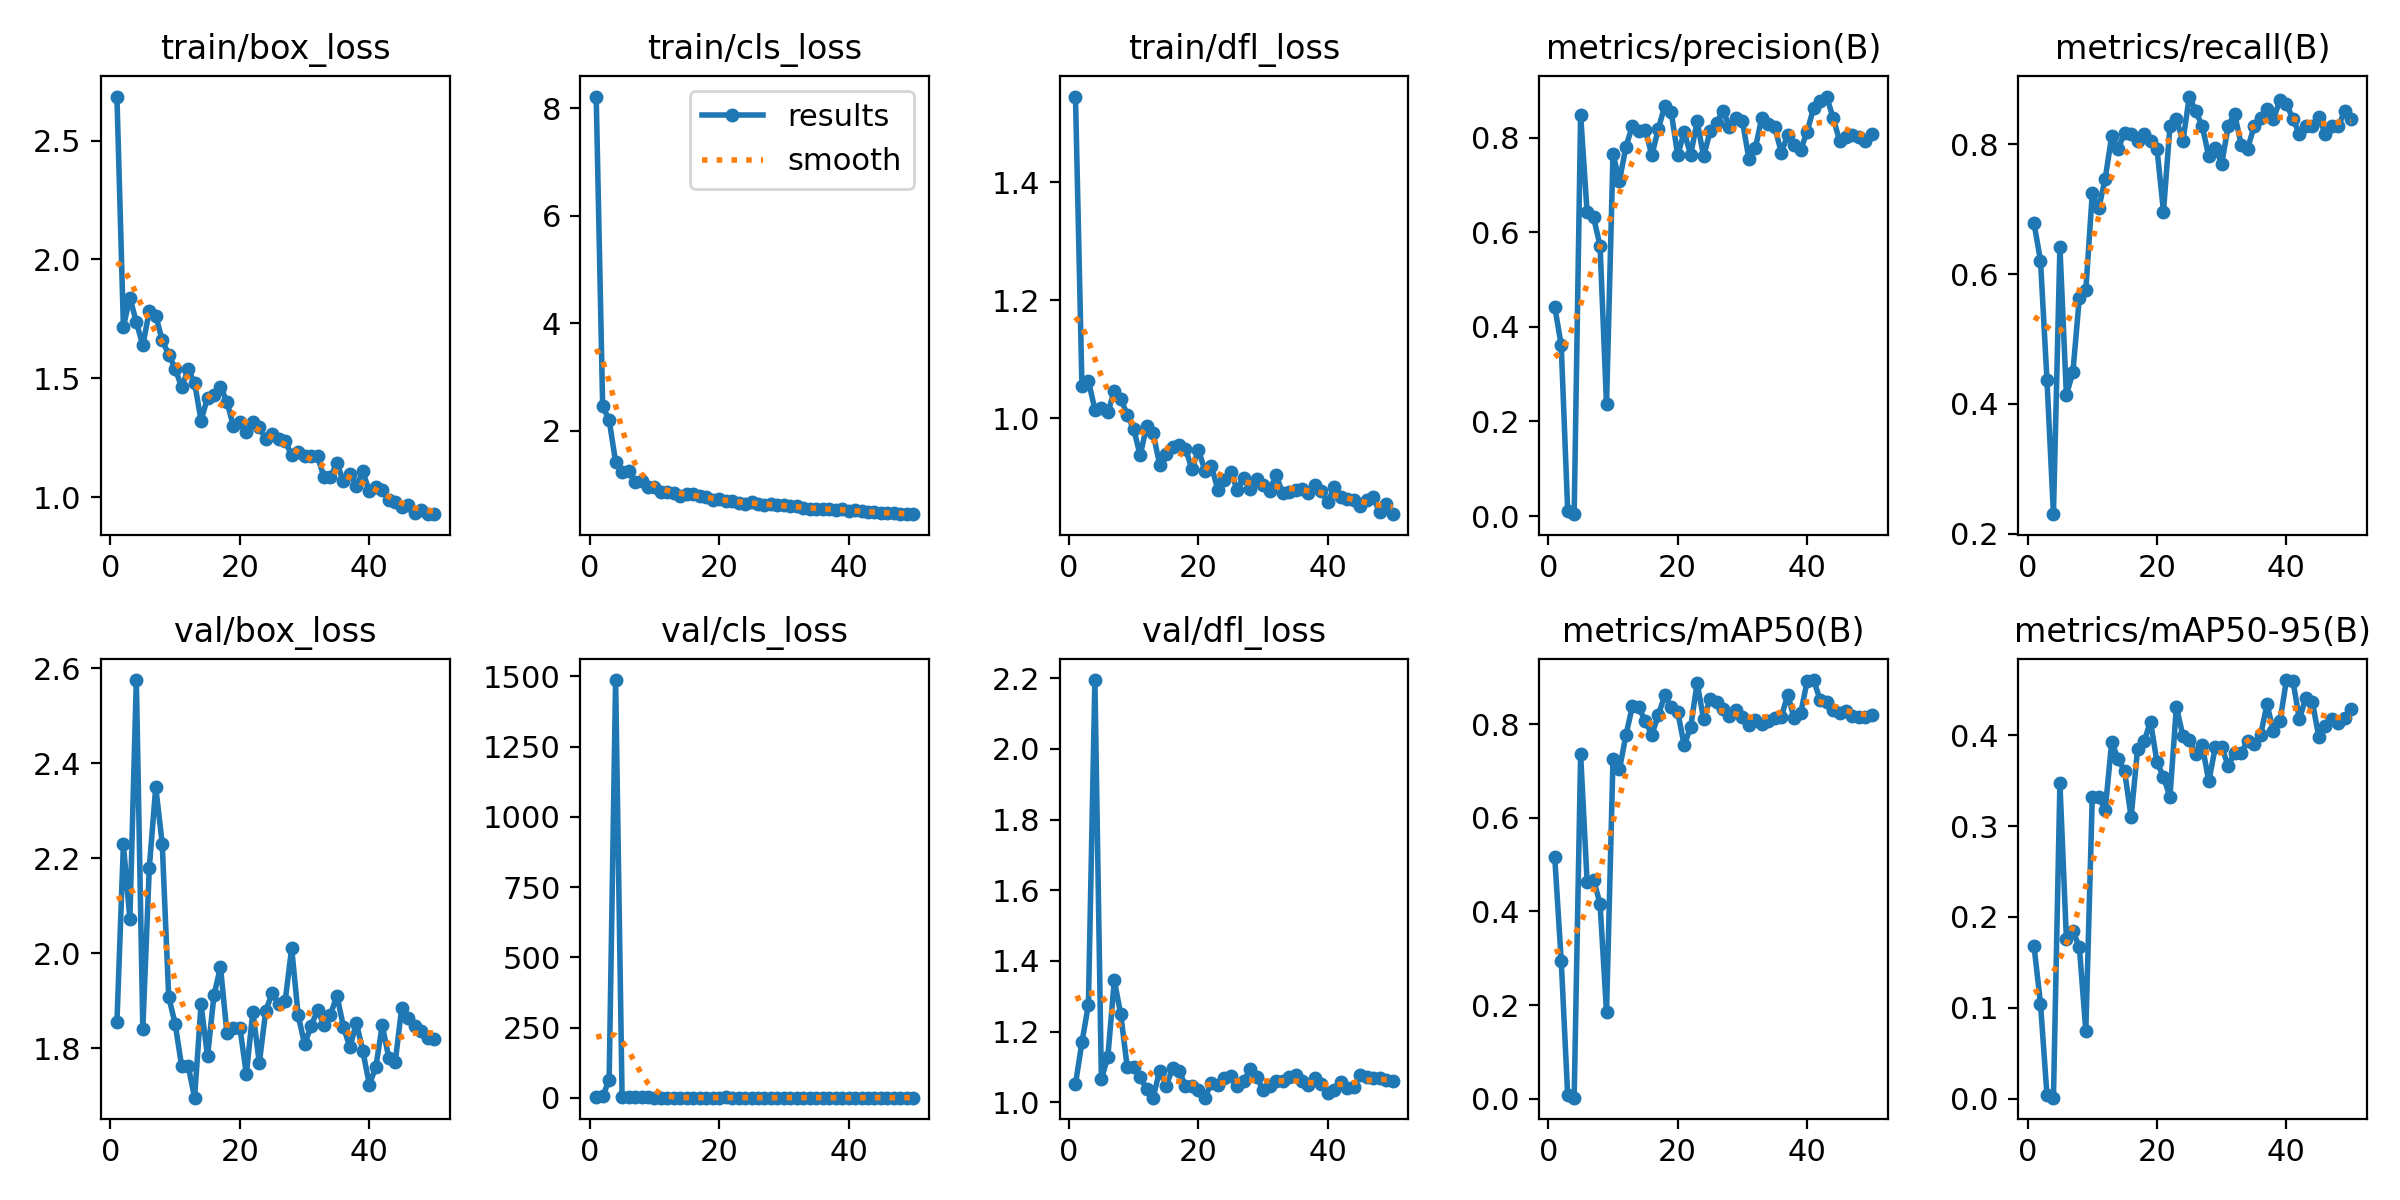 train/box_loss
2.5
2.0
1.5
1.0
0 20 40
train/cls_loss
results
smooth
8
6
4
2
0 20 40
train/dfl_loss
1.4
1.2
1.0
0 20 40
metrics/precision(B)
0.8
0.6
0.4
0.2
0.0
0 20 40
metrics/recall(B)
0.8
0.6
0.4
0.2
0 20 40
val/box_loss
2.6
2.4
2.2
2.0
1.8
0 20 40
val/cls_loss
1500
1250
1000
750
500
250
0
0 20 40
val/dfl_loss
2.2
2.0
1.8
1.6
1.4
1.2
1.0
0 20 40
metrics/mAP50(B)
0.8
0.6
0.4
0.2
0.0
0 20 40
metrics/mAP50-95(B)
0.4
0.3
0.2
0.1
0.0
0 20 40